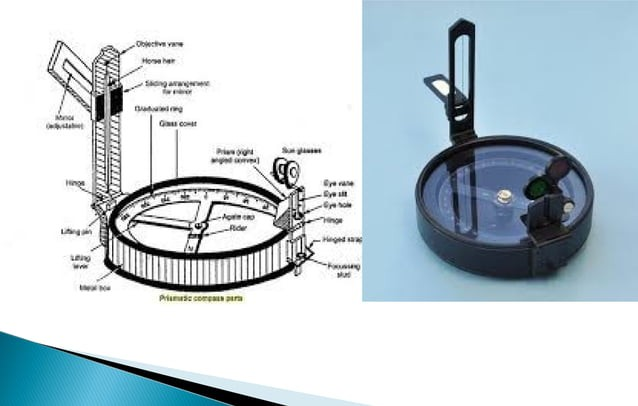 Objective vane
Horse hair
Sliding arrangement
for mirror
Graduated ring
Glass cover
Mirror
(adjustable)
Prism (right
angled convex)
Sun glasses
Eye vane
Eye slit
Eye hole
Hinge
Hinge
Agate cap
Rider
Lifting pin
Hinged strap
Lifting
lever
Focussing
stud
Metal box
Prismatic compass parts